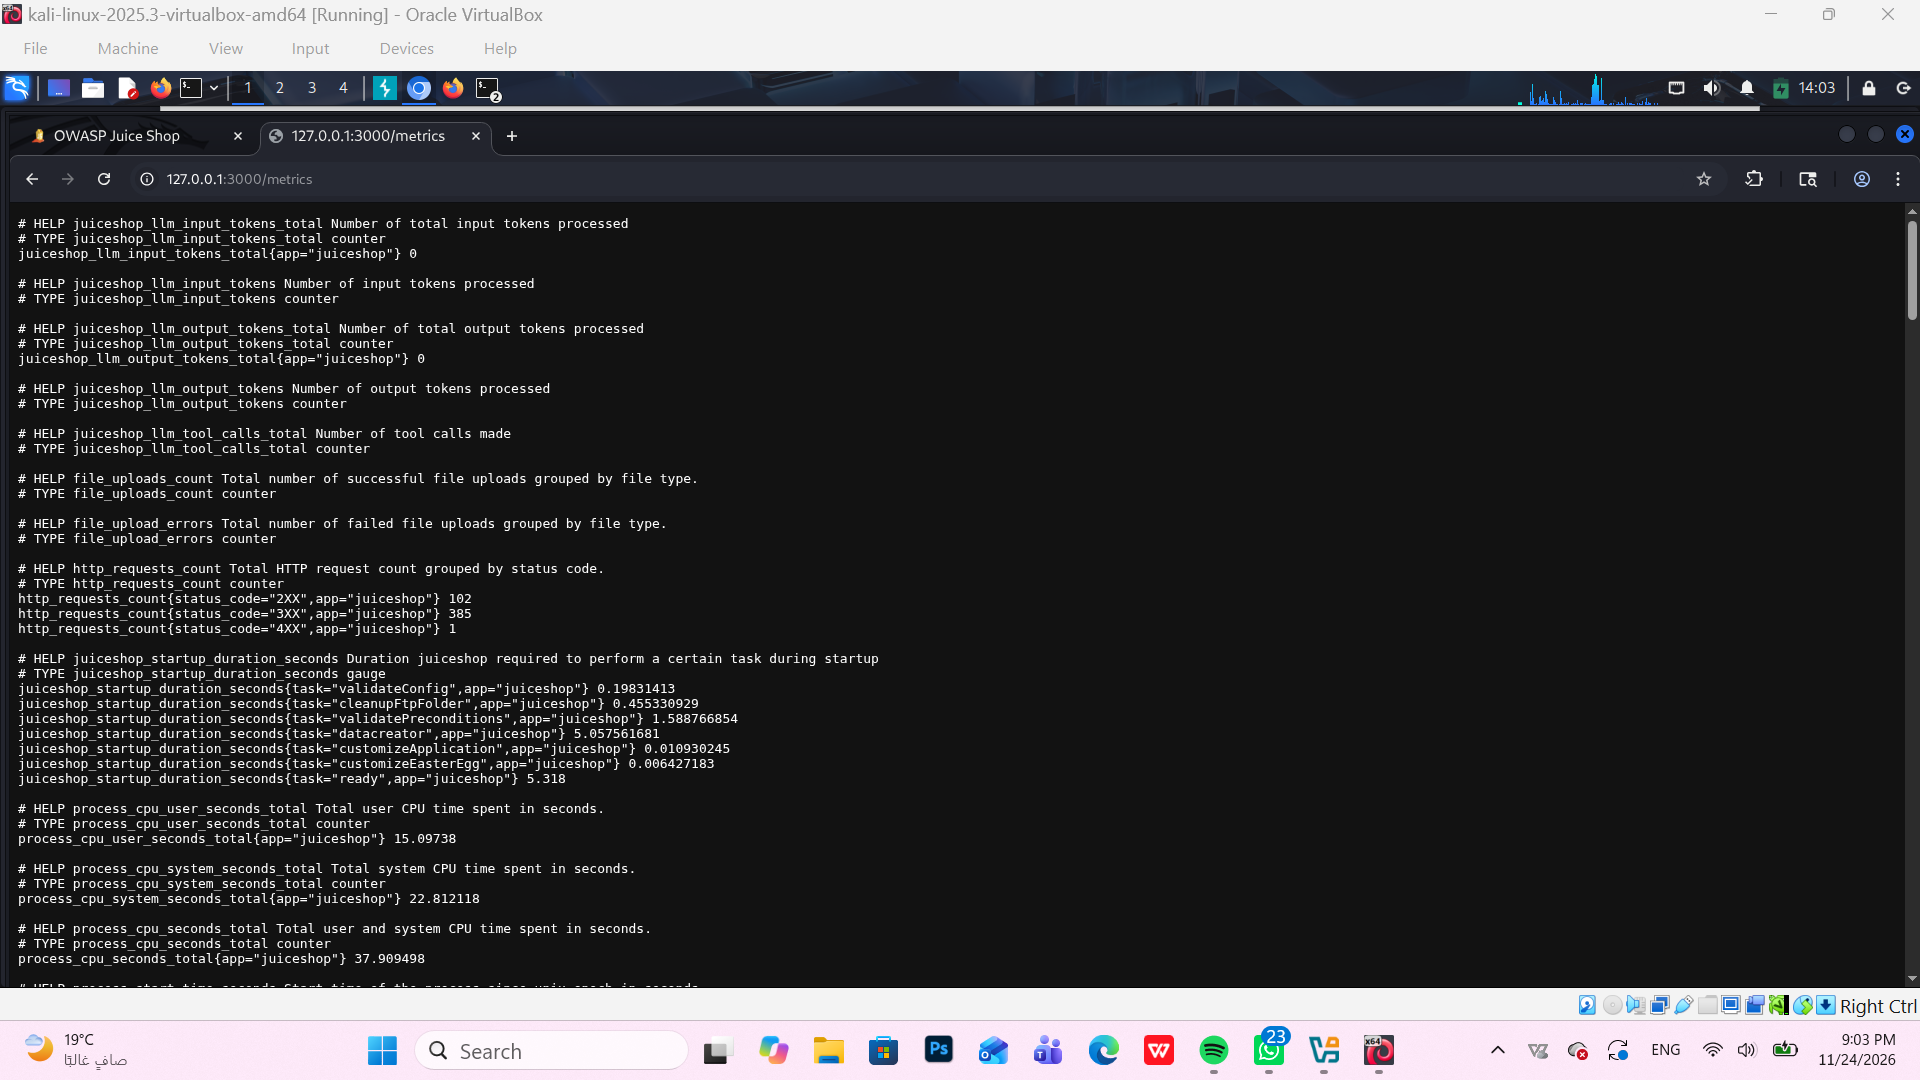 kali-linux-2025.3-virtualbox-amd64 [Running] - Oracle VirtualBox
File Machine View Input Devices Help
1 2 3 4 2 14:03
OWASP Juice Shop 127.0.0.1:3000/metrics
127.0.0.1:3000/metrics
# HELP juiceshop_llm_input_tokens_total Number of total input tokens processed
# TYPE juiceshop_llm_input_tokens_total counter
juiceshop_llm_input_tokens_total{app="juiceshop"} 0
# HELP juiceshop_llm_input_tokens Number of input tokens processed
# TYPE juiceshop_llm_input_tokens counter
# HELP juiceshop_llm_output_tokens_total Number of total output tokens processed
# TYPE juiceshop_llm_output_tokens_total counter
juiceshop_llm_output_tokens_total{app="juiceshop"} 0
# HELP juiceshop_llm_output_tokens Number of output tokens processed
# TYPE juiceshop_llm_output_tokens counter
# HELP juiceshop_llm_tool_calls_total Number of tool calls made
# TYPE juiceshop_llm_tool_calls_total counter
# HELP file_uploads_count Total number of successful file uploads grouped by file type.
# TYPE file_uploads_count counter
# HELP file_upload_errors Total number of failed file uploads grouped by file type.
# TYPE file_upload_errors counter
# HELP http_requests_count Total HTTP request count grouped by status code.
# TYPE http_requests_count counter
http_requests_count{status_code="2XX",app="juiceshop"} 102
http_requests_count{status_code="3XX",app="juiceshop"} 385
http_requests_count{status_code="4XX",app="juiceshop"} 1
# HELP juiceshop_startup_duration_seconds Duration juiceshop required to perform a certain task during startup
# TYPE juiceshop_startup_duration_seconds gauge
juiceshop_startup_duration_seconds{task="validateConfig",app="juiceshop"} 0.19831413
juiceshop_startup_duration_seconds{task="cleanupFtpFolder",app="juiceshop"} 0.455330929
juiceshop_startup_duration_seconds{task="validatePreconditions",app="juiceshop"} 1.588766854
juiceshop_startup_duration_seconds{task="datacreator",app="juiceshop"} 5.057561681
juiceshop_startup_duration_seconds{task="customizeApplication",app="juiceshop"} 0.010930245
juiceshop_startup_duration_seconds{task="customizeEasterEgg",app="juiceshop"} 0.006427183
juiceshop_startup_duration_seconds{task="ready",app="juiceshop"} 5.318
# HELP process_cpu_user_seconds_total Total user CPU time spent in seconds.
# TYPE process_cpu_user_seconds_total counter
process_cpu_user_seconds_total{app="juiceshop"} 15.09738
# HELP process_cpu_system_seconds_total Total system CPU time spent in seconds.
# TYPE process_cpu_system_seconds_total counter
process_cpu_system_seconds_total{app="juiceshop"} 22.812118
# HELP process_cpu_seconds_total Total user and system CPU time spent in seconds.
# TYPE process_cpu_seconds_total counter
process_cpu_seconds_total{app="juiceshop"} 37.909498
# HELP process_start_time_seconds Start time of the process since unix epoch in seconds.
Right Ctrl
19°C
صافٍ غالبًا
Search
Ps
23
x64
ENG
9:03 PM
11/24/2026